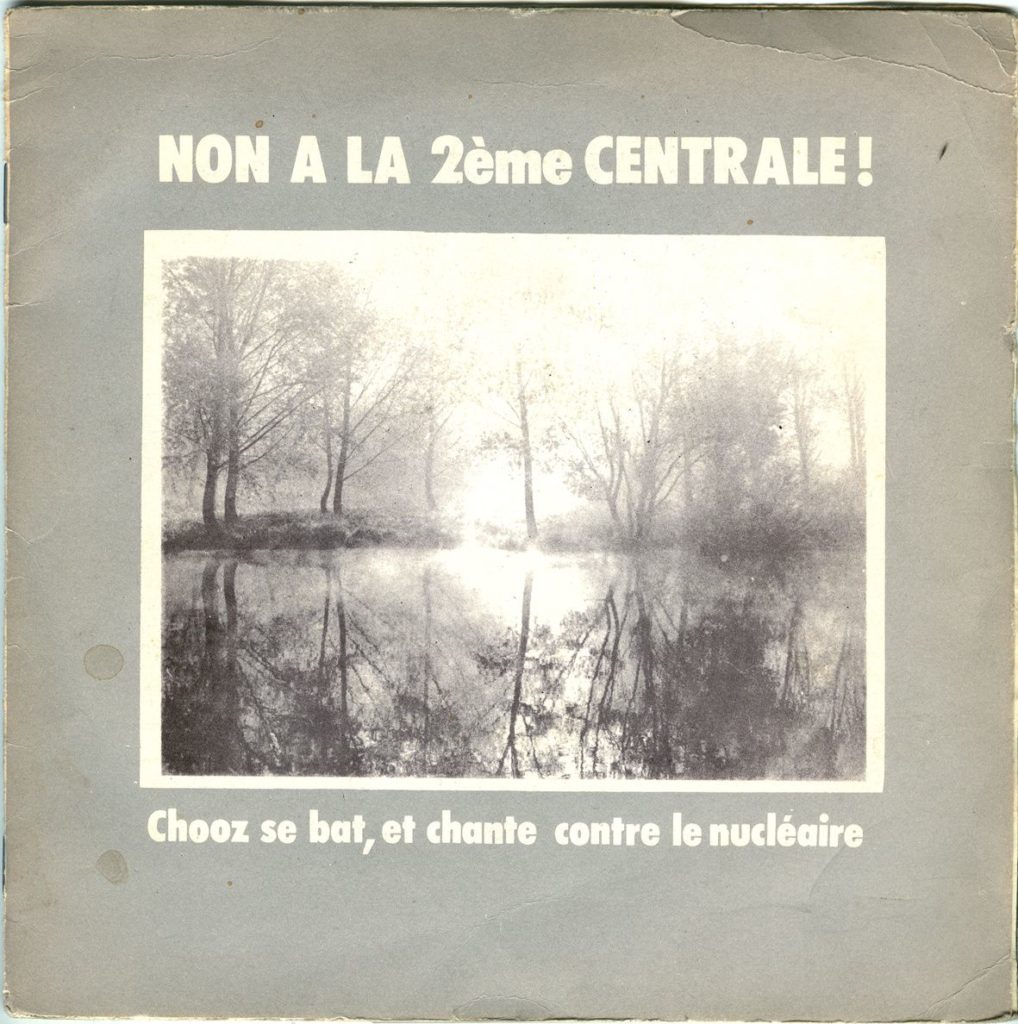 NON A LA 2ème CENTRALE !
Chooz se bat, et chante contre le nucléaire